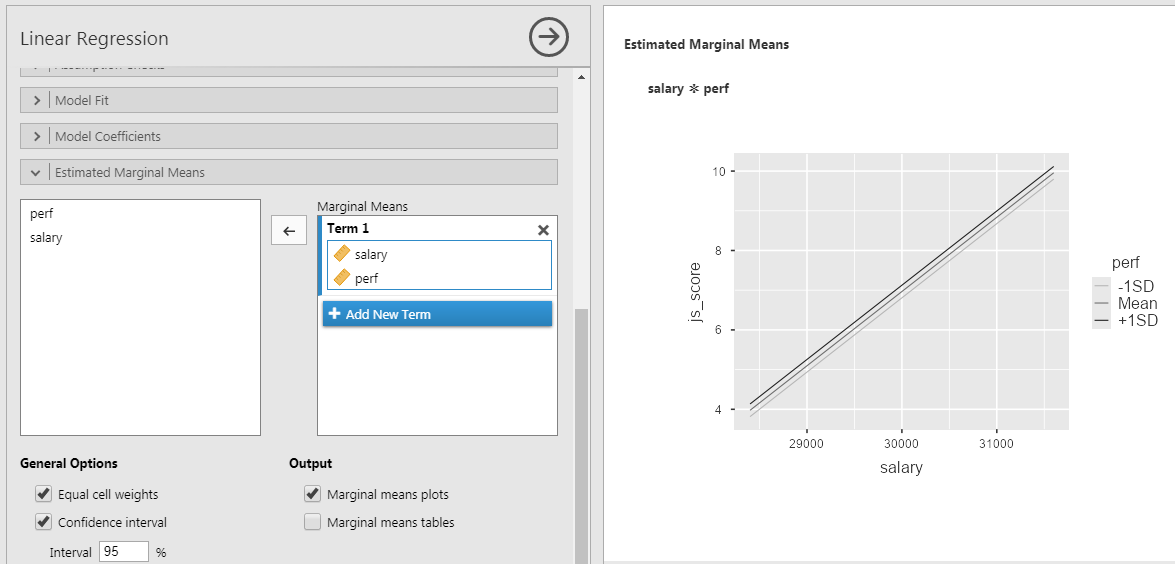 Linear Regression
Assumption Checks
Model Fit
Model Coefficients
Estimated Marginal Means
perf
salary
Marginal Means
Term 1
salary
perf
Add New Term
General Options
Equal cell weights
Confidence interval
Interval 95 %
Output
Marginal means plots
Marginal means tables
Estimated Marginal Means
salary ✻ perf
js_score
10
8
6
4
29000 30000 31000
salary
perf
-1SD
Mean
+1SD